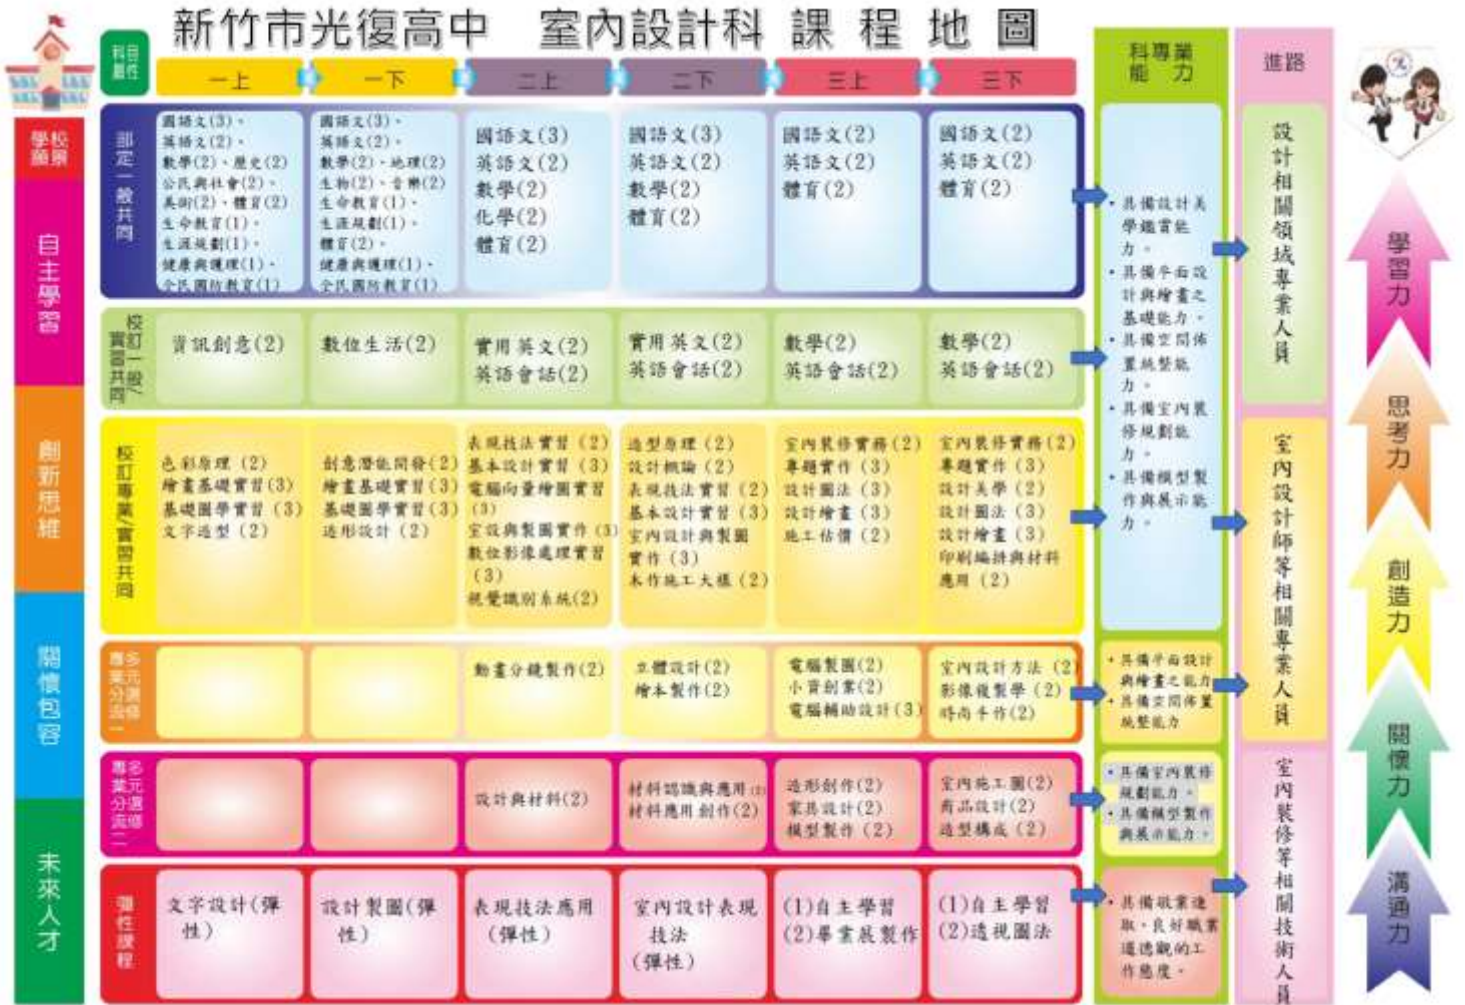 新竹市光復高中 室內設計科 課程地圖
科目
屬性
一上
一下
二上
二下
三上
三下
科專業
能力
進路
學校
願景
自主學習
創新思維
關懷包容
未來人才
部定一般共同
國語文(3)、
英語文(2)、
數學(2)、歷史(2)
公民與社會(2)、
美術(2)、體育(2)
生命教育(1)、
生涯規劃(1)、
健康與護理(1)、
全民國防教育(1)
國語文(3)、
英語文(2)、
數學(2)、地理(2)
生物(2)、音樂(2)
生命教育(1)、
生涯規劃(1)、
體育(2)、
健康與護理(1)、
全民國防教育(1)
國語文(3)
英語文(2)
數學(2)
化學(2)
體育(2)
國語文(3)
英語文(2)
數學(2)
體育(2)
國語文(2)
英語文(2)
體育(2)
國語文(2)
英語文(2)
體育(2)
校訂一般/
實習共同
資訊創意(2)
數位生活(2)
實用英文(2)
英語會話(2)
實用英文(2)
英語會話(2)
數學(2)
英語會話(2)
數學(2)
英語會話(2)
校訂專業/實習共同
色彩原理 (2)
繪畫基礎實習(3)
基礎圖學實習 (3)
文字造型 (2)
創意潛能開發(2)
繪畫基礎實習(3)
基礎圖學實習(3)
造形設計 (2)
表現技法實習 (2)
基本設計實習 (3)
電腦向量繪圖實習
(3)
室設與製圖實作 (3)
數位影像處理實習
(3)
視覺識別系統(2)
造型原理 (2)
設計概論 (2)
表現技法實習 (2)
基本設計實習 (3)
室內設計與製圖
實作 (3)
木作施工大樣 (2)
室內裝修實務(2)
專題實作 (3)
設計圖法 (3)
設計繪畫 (3)
施工估價 (2)
室內裝修實務(2)
專題實作 (3)
設計美學 (2)
設計圖法 (3)
設計繪畫 (3)
印刷編排與材料
應用 (2)
多元選修
專業分流一
動畫分鏡製作(2)
立體設計(2)
繪本製作(2)
電腦製圖(2)
小資創業(2)
電腦輔助設計(3)
室內設計方法 (2)
影像複製學 (2)
時尚手作(2)
多元選修
專業分流二
設計與材料(2)
材料認識與應用(2)
材料應用創作(2)
造形創作(2)
家具設計(2)
模型製作 (2)
室內施工圖(2)
商品設計(2)
造型構成 (2)
彈性課程
文字設計(彈
性)
設計製圖(彈
性)
表現技法應用
(彈性)
室內設計表現
技法
(彈性)
(1)自主學習
(2)畢業展製作
(1)自主學習
(2)透視圖法
• 具備設計美
學鑑賞能
力。
• 具備平面設
計與繪畫之
基礎能力。
• 具備空間佈
置統整能
力。
• 具備室內裝
修規劃能
力。
• 具備模型製
作與展示能
力。
• 具備平面設計
與繪畫之能力
• 具備空間佈置
統整能力
• 具備室內裝修
規劃能力。
• 具備模型製作
與展示能力。
• 具備敬業進
取、良好職業
道德觀的工
作態度。
設計相關領域專業人員
室內設計師等相關專業人員
室內裝修等相關技術人員
學習力
思考力
創造力
關懷力
溝通力